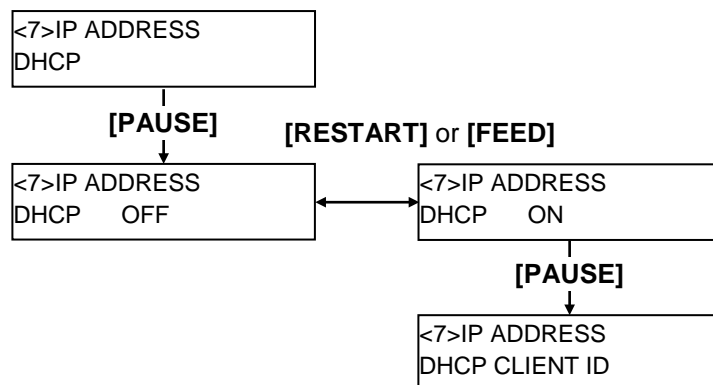 <7>IP ADDRESS
DHCP
[PAUSE]
[RESTART] or [FEED]
<7>IP ADDRESS
DHCP OFF
<7>IP ADDRESS
DHCP ON
[PAUSE]
<7>IP ADDRESS
DHCP CLIENT ID